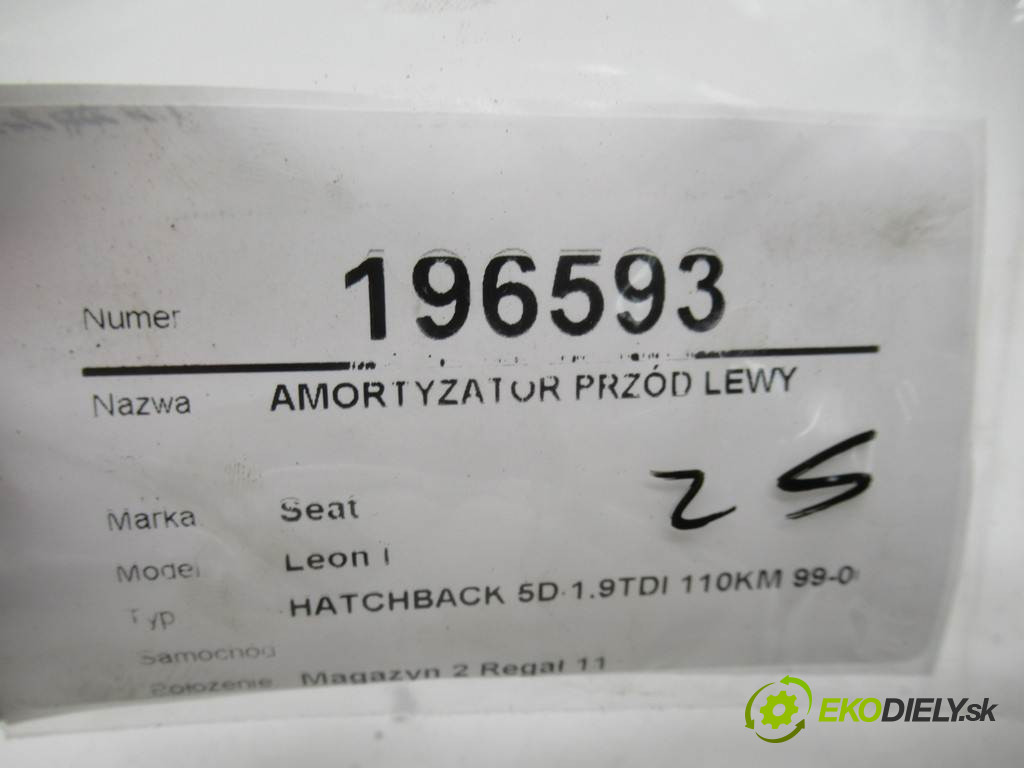 Numer 196593
Nazwa AMORTYZATOR PRZÓD LEWY
25
Marka Seat
Model Leon I
Typ HATCHBACK 5D 1.9TDI 110KM 99-0
Samochód
Położenie Magazyn 2 Regał 11
EKODIELY.sk